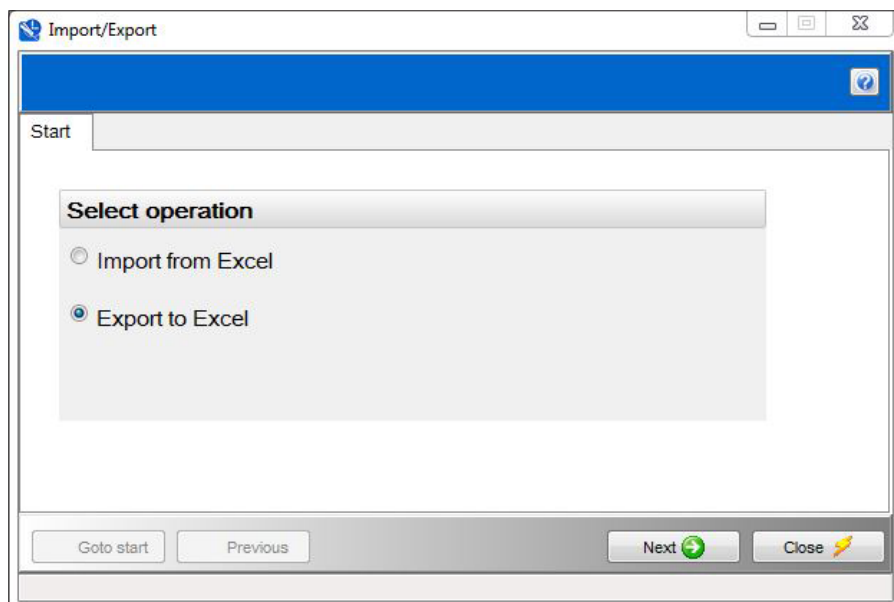 Import/Export
Start
Select operation
Import from Excel
Export to Excel
Goto start Previous Next Close